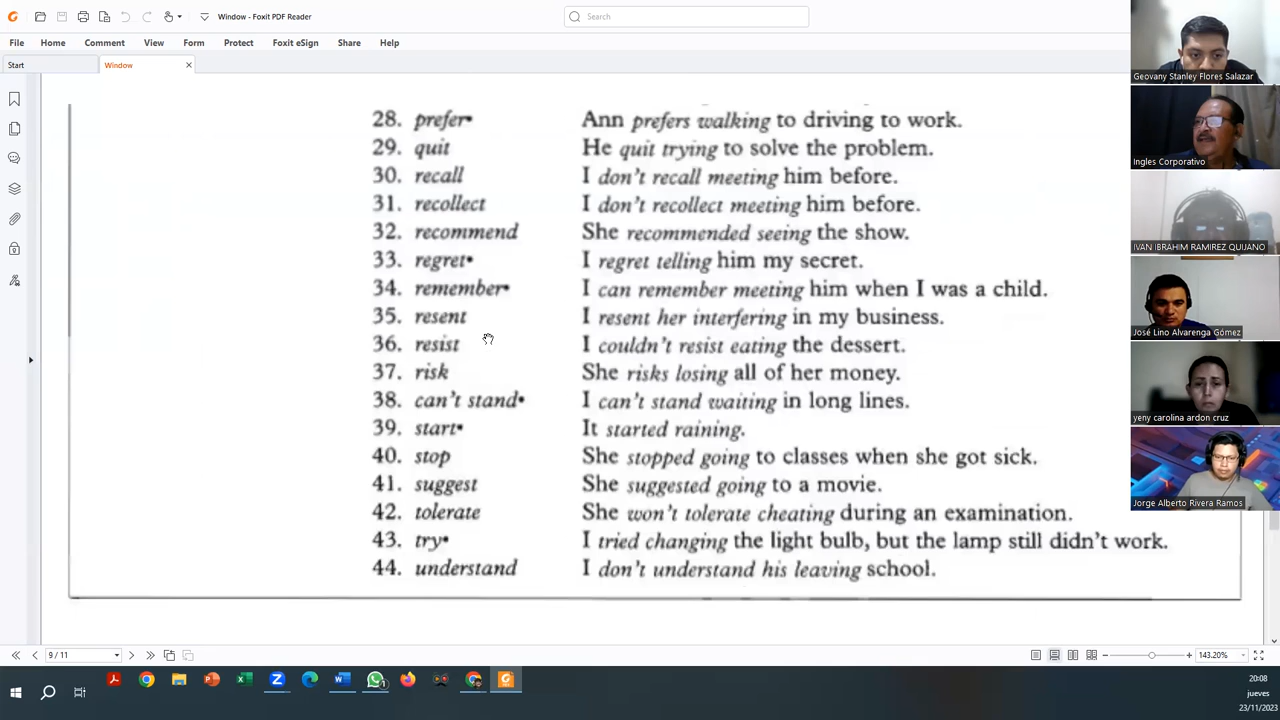 Window - Foxit PDF Reader
Search
File Home Comment View Form Protect Foxit eSign Share Help
Start
Window
28. prefer• Ann prefers walking to driving to work.
29. quit He quit trying to solve the problem.
30. recall I don't recall meeting him before.
31. recollect I don't recollect meeting him before.
32. recommend She recommended seeing the show.
33. regret• I regret telling him my secret.
34. remember• I can remember meeting him when I was a child.
35. resent I resent her interfering in my business.
36. resist I couldn't resist eating the dessert.
37. risk She risks losing all of her money.
38. can't stand• I can't stand waiting in long lines.
39. start• It started raining.
40. stop She stopped going to classes when she got sick.
41. suggest She suggested going to a movie.
42. tolerate She won't tolerate cheating during an examination.
43. try• I tried changing the light bulb, but the lamp still didn't work.
44. understand I don't understand his leaving school.
Geovany Stanley Flores Salazar
Ingles Corporativo
IVAN IBRAHIM RAMIREZ QUIJANO
José Lino Alvarenga Gómez
yeny carolina ardon cruz
Jorge Alberto Rivera Ramos
9 / 11
143.20%
20:08
jueves
23/11/2023